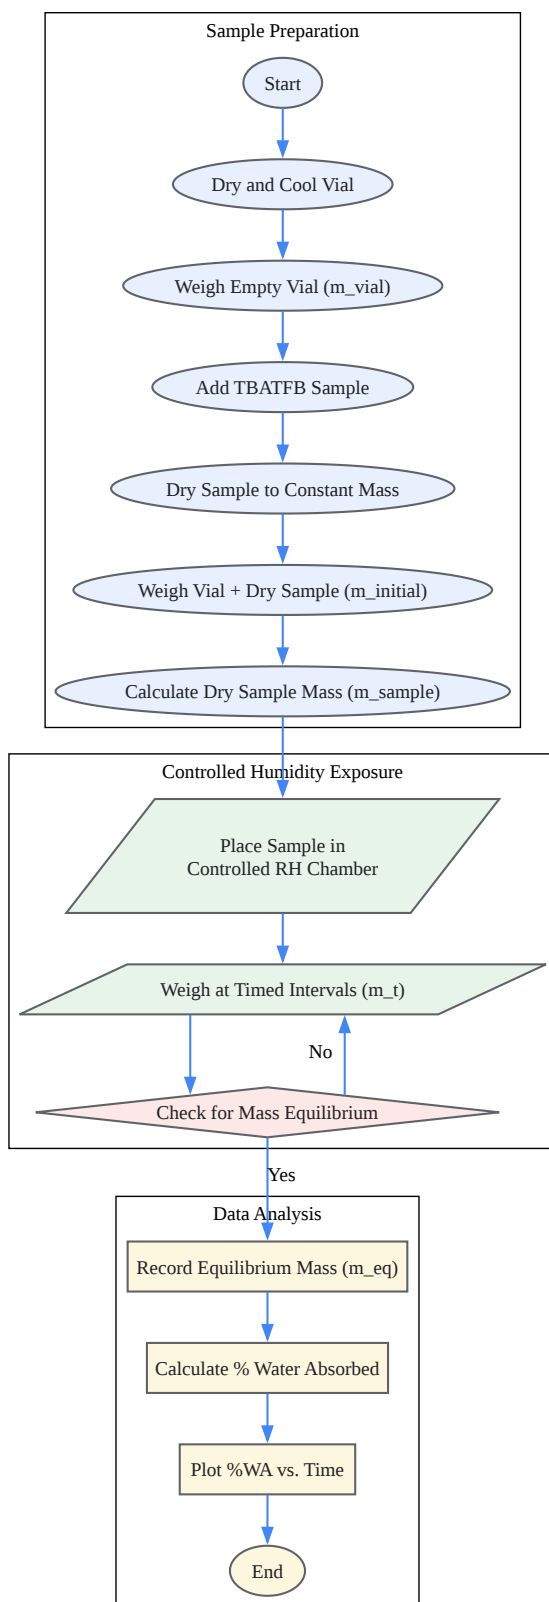 Sample Preparation
Start
Dry and Cool Vial
Weigh Empty Vial (m_vial)
Add TBATFB Sample
Dry Sample to Constant Mass
Weigh Vial + Dry Sample (m_initial)
Calculate Dry Sample Mass (m_sample)
Controlled Humidity Exposure
Place Sample in
Controlled RH Chamber
Weigh at Timed Intervals (m_t)
No
Check for Mass Equilibrium
Yes
Data Analysis
Record Equilibrium Mass (m_eq)
Calculate % Water Absorbed
Plot %WA vs. Time
End